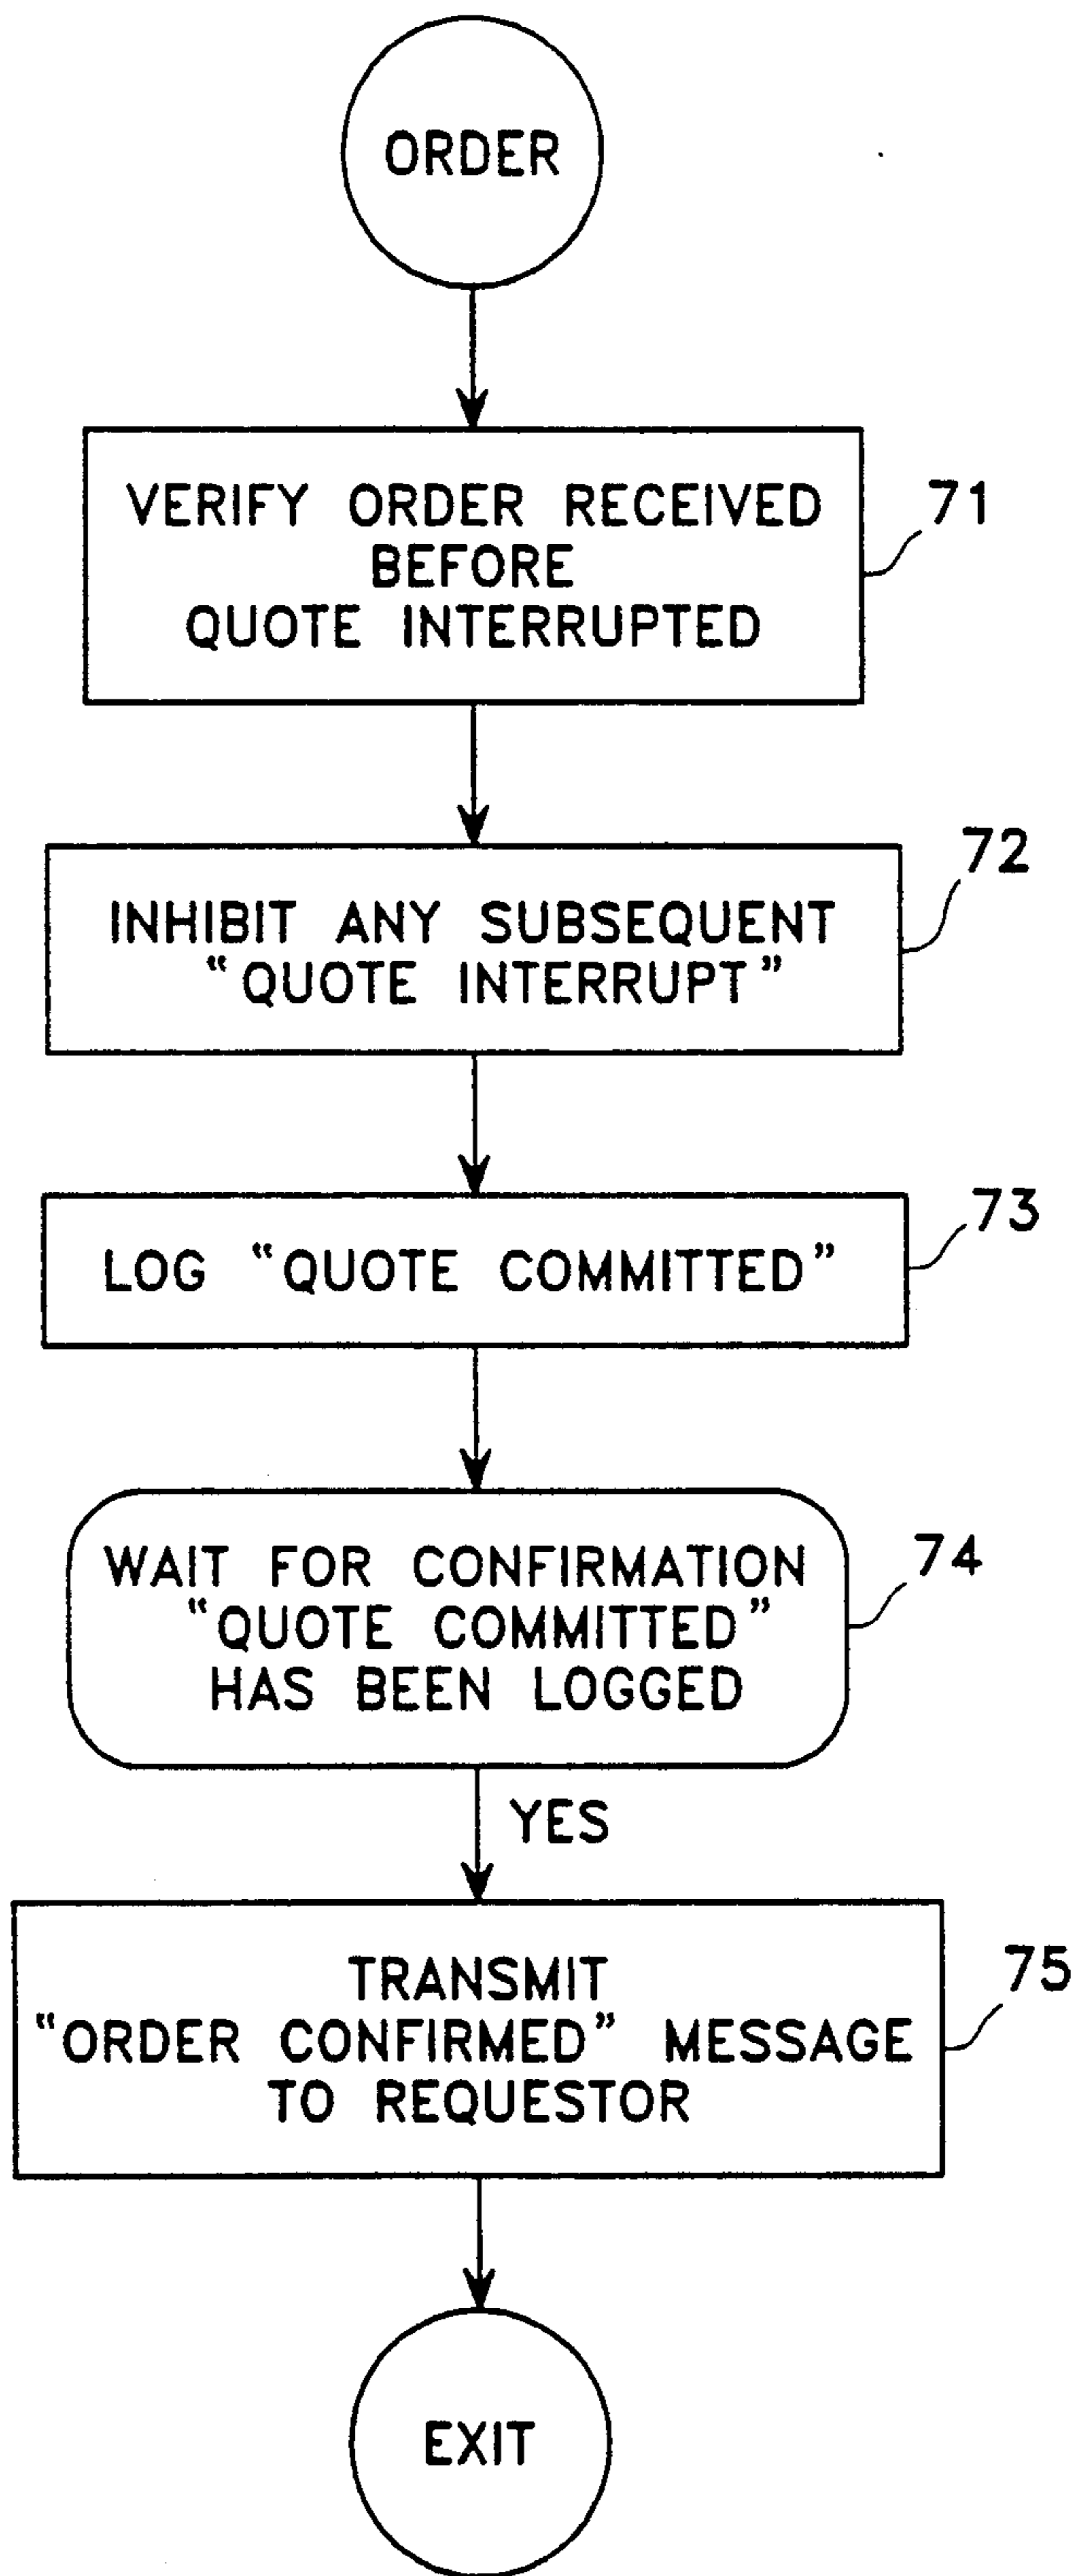 ORDER
VERIFY ORDER RECEIVED
BEFORE
QUOTE INTERRUPTED
71
INHIBIT ANY SUBSEQUENT
“QUOTE INTERRUPT”
72
LOG “QUOTE COMMITTED”
73
WAIT FOR CONFIRMATION
“QUOTE COMMITTED”
HAS BEEN LOGGED
74
YES
TRANSMIT
“ORDER CONFIRMED” MESSAGE
TO REQUESTOR
75
EXIT